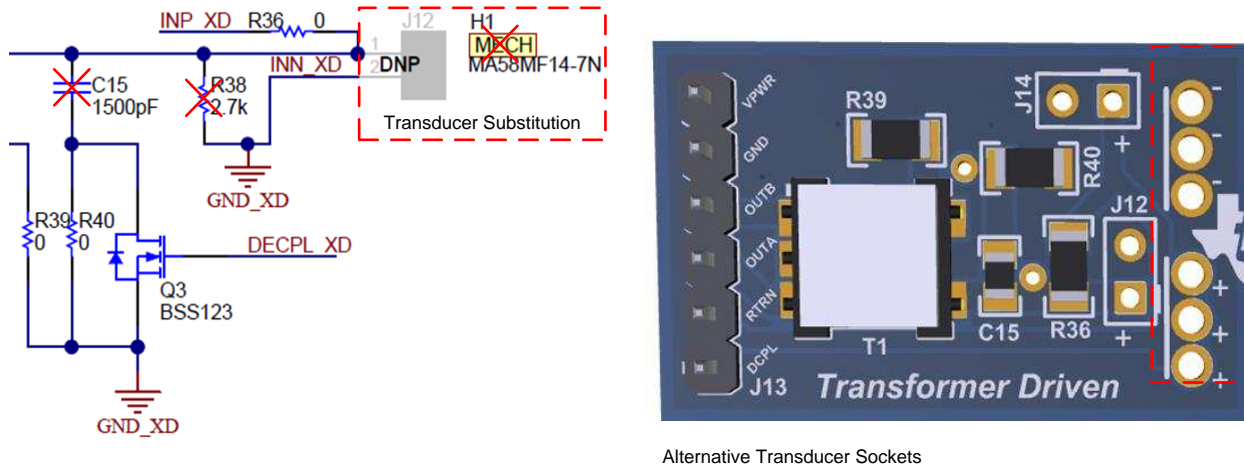 INP_XD R36 0
J12
H1
MECH
MA58MF14-7N
1
2
DNP
INN_XD
C15
1500pF
R38
2.7k
Transducer Substitution
GND_XD
R39
0
R40
0
DECPL_XD
Q3
BSS123
GND_XD
VPWR
GND
OUTB
OUTA
RTRN
DCPL
J13
R39
R40
J14
+
-
-
-
J12
+
T1
C15
R36
+
+
+
Transformer Driven
Alternative Transducer Sockets